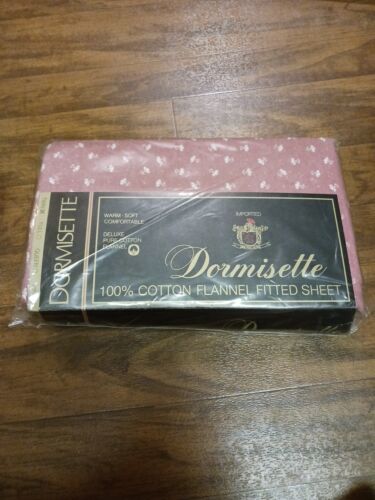 DORMISETTE
WARM - SOFT
COMFORTABLE
DELUXE
PURE COTTON
FLANNEL
IMPORTED
Dormisette
100% COTTON FLANNEL FITTED SHEET